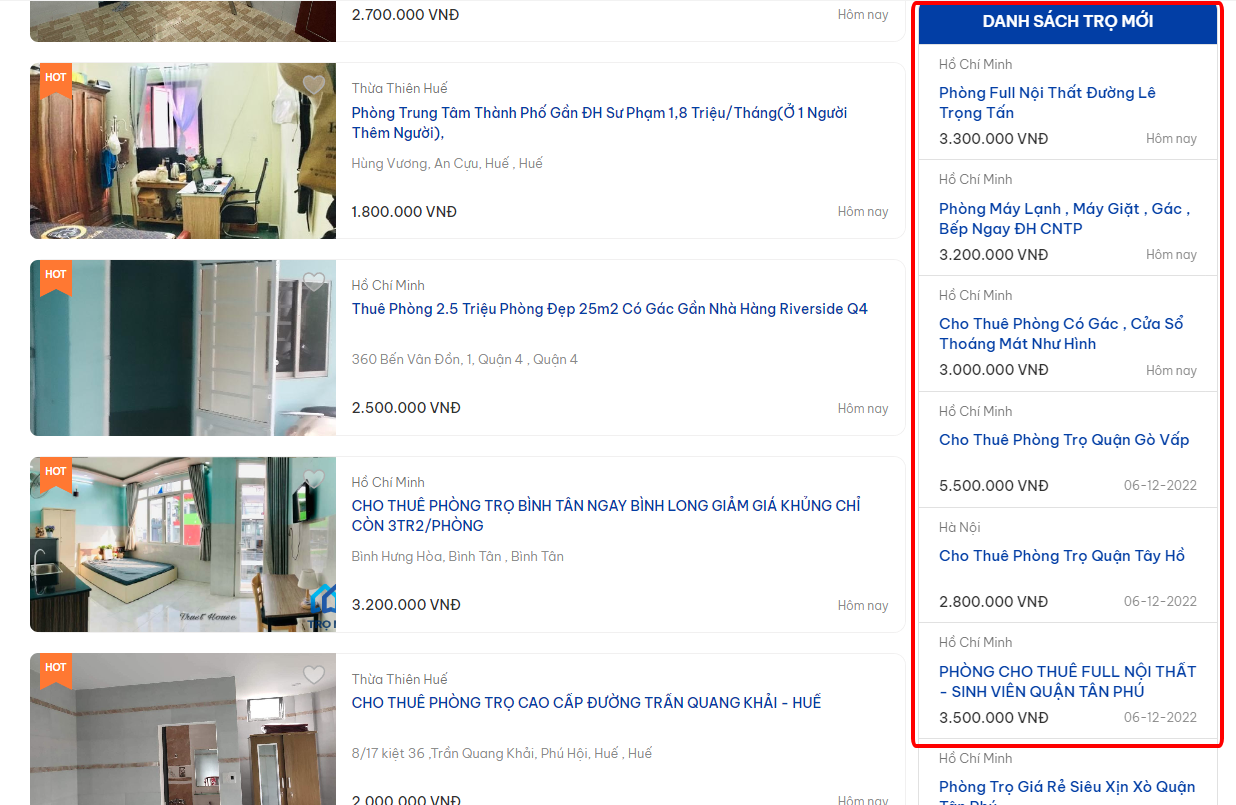 2.700.000 VNĐ
Hôm nay
HOT
Thừa Thiên Huế
Phòng Trung Tâm Thành Phố Gần ĐH Sư Phạm 1,8 Triệu/Tháng(Ở 1 Người
Thêm Người),
Hùng Vương, An Cựu, Huế , Huế
1.800.000 VNĐ
Hôm nay
HOT
Hồ Chí Minh
Thuê Phòng 2.5 Triệu Phòng Đẹp 25m2 Có Gác Gần Nhà Hàng Riverside Q4
360 Bến Vân Đồn, 1, Quận 4 , Quận 4
2.500.000 VNĐ
Hôm nay
HOT
Trust House
TRỌ
Hồ Chí Minh
CHO THUÊ PHÒNG TRỌ BÌNH TÂN NGAY BÌNH LONG GIẢM GIÁ KHỦNG CHỈ
CÒN 3TR2/PHÒNG
Bình Hưng Hòa, Bình Tân , Bình Tân
3.200.000 VNĐ
Hôm nay
HOT
Thừa Thiên Huế
CHO THUÊ PHÒNG TRỌ CAO CẤP ĐƯỜNG TRẦN QUANG KHẢI - HUẾ
8/17 kiệt 36 ,Trần Quang Khải, Phú Hội, Huế , Huế
2.000.000 VNĐ
Hôm nay
DANH SÁCH TRỌ MỚI
Hồ Chí Minh
Phòng Full Nội Thất Đường Lê
Trọng Tấn
3.300.000 VNĐ
Hôm nay
Hồ Chí Minh
Phòng Máy Lạnh , Máy Giặt , Gác ,
Bếp Ngay ĐH CNTP
3.200.000 VNĐ
Hôm nay
Hồ Chí Minh
Cho Thuê Phòng Có Gác , Cửa Sổ
Thoáng Mát Như Hình
3.000.000 VNĐ
Hôm nay
Hồ Chí Minh
Cho Thuê Phòng Trọ Quận Gò Vấp
5.500.000 VNĐ
06-12-2022
Hà Nội
Cho Thuê Phòng Trọ Quận Tây Hồ
2.800.000 VNĐ
06-12-2022
Hồ Chí Minh
PHÒNG CHO THUÊ FULL NỘI THẤT
- SINH VIÊN QUẬN TÂN PHÚ
3.500.000 VNĐ
06-12-2022
Hồ Chí Minh
Phòng Trọ Giá Rẻ Siêu Xịn Xò Quận
Tân Phú